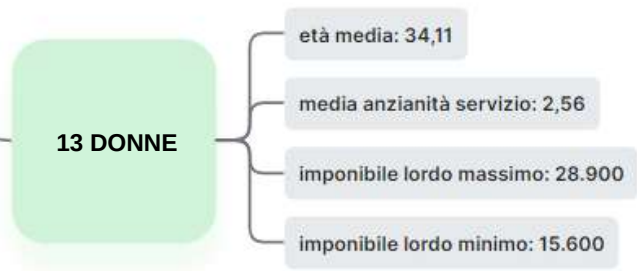 13 DONNE
età media: 34,11
media anzianità servizio: 2,56
imponibile lordo massimo: 28.900
imponibile lordo minimo: 15.600